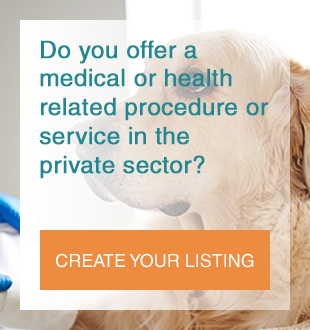 Do you offer a
medical or health
related procedure or
service in the
private sector?
CREATE YOUR LISTING